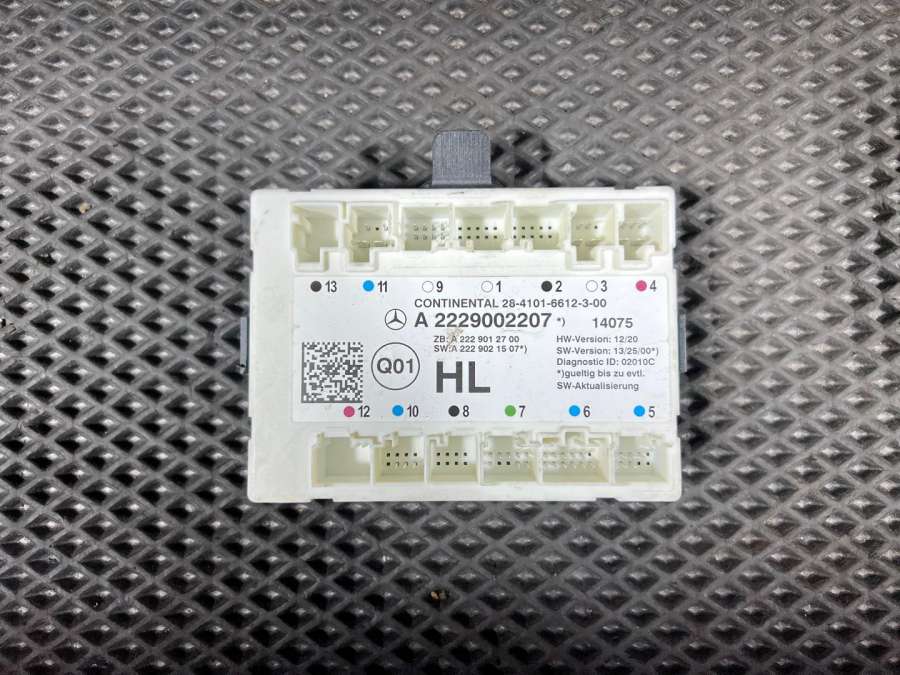 13 11 9 1 2 3 4
CONTINENTAL 28-4101-6612-3-00
A 2229002207 *) 14075
ZB: A 222 901 27 00 HW-Version: 12/20
SW: A 222 902 15 07*) SW-Version: 13/25/00*)
Diagnostic ID: 02010C
Q01 HL *)gueltig bis zu evtl.
SW-Aktualisierung
12 10 8 7 6 5